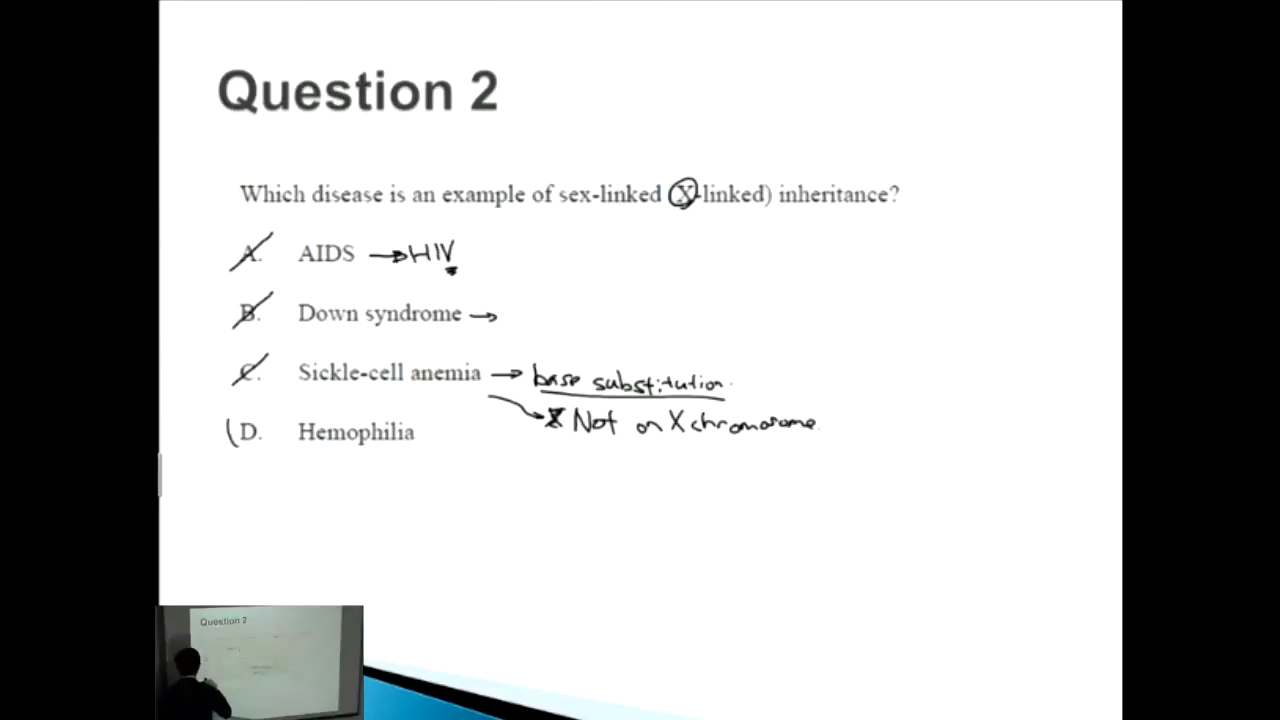 Question 2
Which disease is an example of sex-linked (X-linked) inheritance?
A. AIDS → HIV
B. Down syndrome →
C. Sickle-cell anemia → base substitution
Not on X chromosome
D. Hemophilia
Question 2